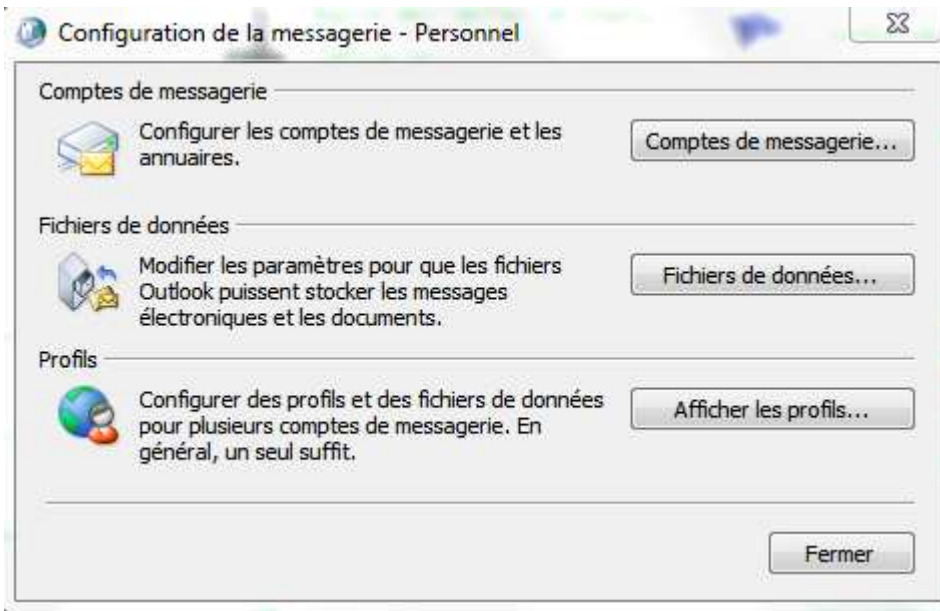 Configuration de la messagerie - Personnel
Comptes de messagerie
Configurer les comptes de messagerie et les
annuaires.
Comptes de messagerie...
Fichiers de données
Modifier les paramètres pour que les fichiers
Outlook puissent stocker les messages
électroniques et les documents.
Fichiers de données...
Profils
Configurer des profils et des fichiers de données
pour plusieurs comptes de messagerie. En
général, un seul suffit.
Afficher les profils...
Fermer